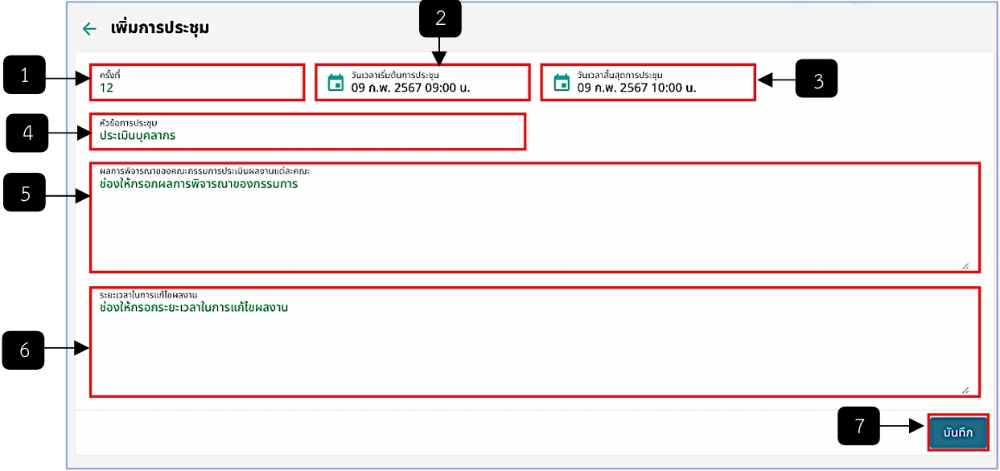 2
เพิ่มการประชุม
1
ครั้งที่
12
วันเวลาเริ่มต้นการประชุม
09 ก.พ. 2567 09:00 น.
วันเวลาสิ้นสุดการประชุม
09 ก.พ. 2567 10:00 น.
3
4
หัวข้อการประชุม
ประเมินบุคลากร
5
ผลการพิจารณาของคณะกรรมการประเมินผลงานแต่ละคณะ
ช่องให้กรอกผลการพิจารณาของกรรมการ
6
ระยะเวลาในการแก้ไขผลงาน
ช่องให้กรอกระยะเวลาในการแก้ไขผลงาน
7
บันทึก